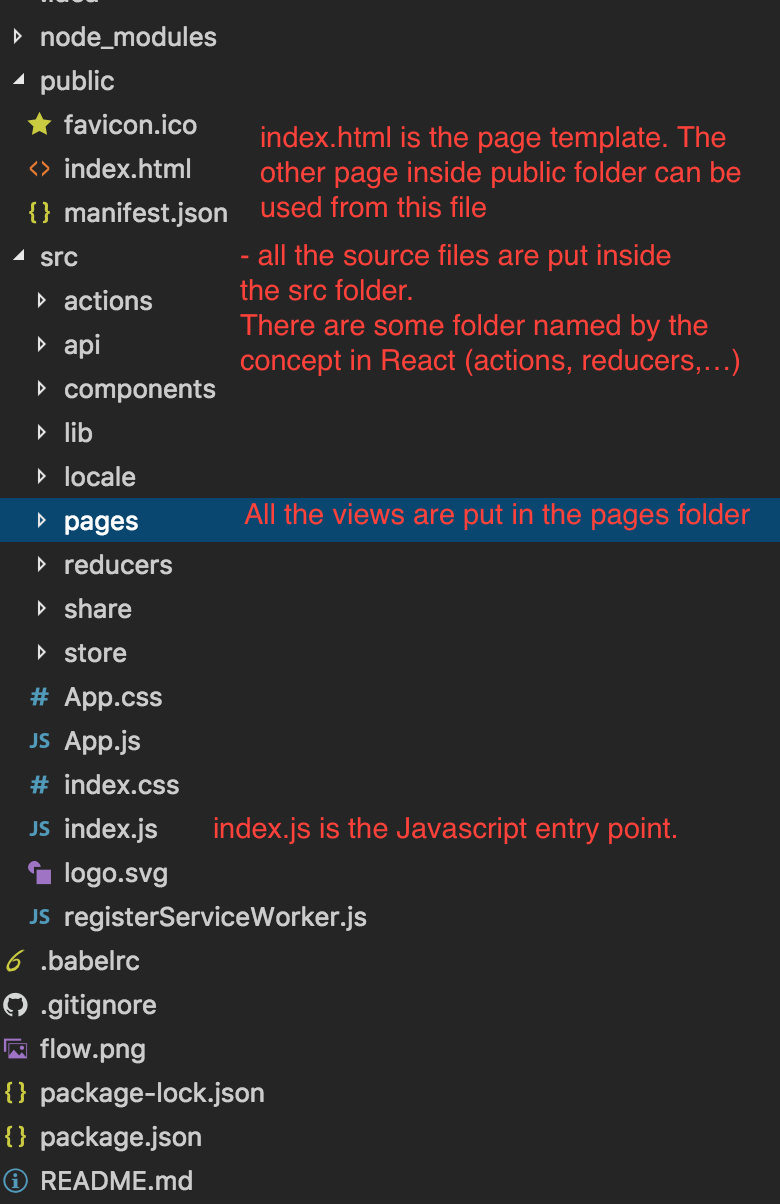 node_modules
public
favicon.ico
index.html
manifest.json
index.html is the page template. The
other page inside public folder can be
used from this file
src
- all the source files are put inside
the src folder.
There are some folder named by the
concept in React (actions, reducers,...)
actions
api
components
lib
locale
pages
All the views are put in the pages folder
reducers
share
store
# App.css
JS App.js
# index.css
JS index.js
index.js is the Javascript entry point.
logo.svg
JS registerServiceWorker.js
.babelrc
.gitignore
flow.png
{} package-lock.json
{} package.json
README.md